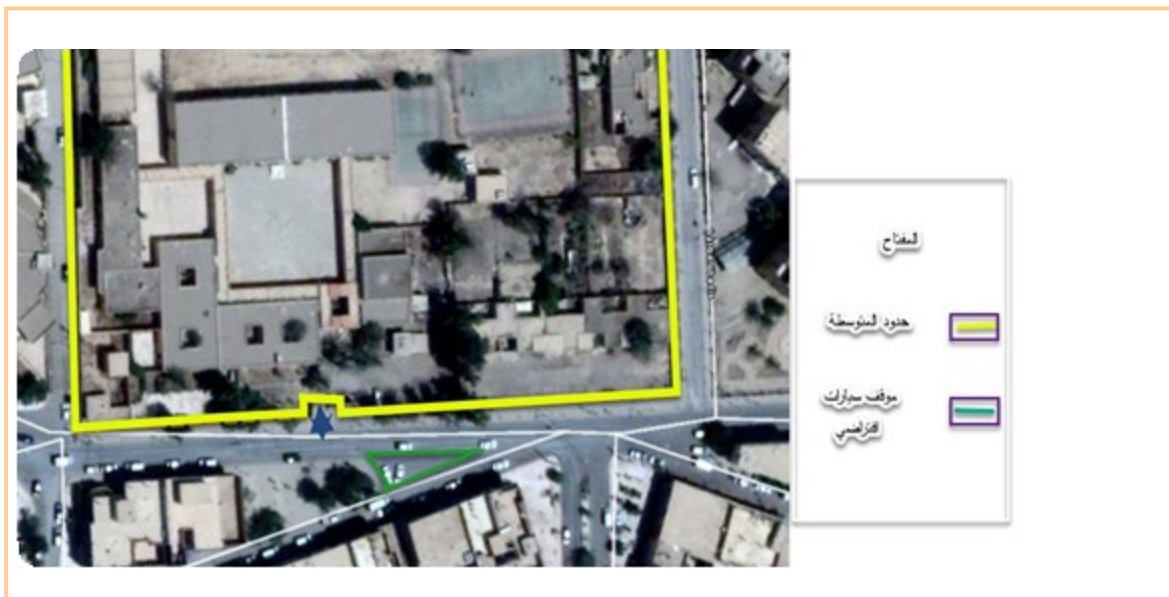 المفتاح
حدود المتوسطة
موقف سيارات
افتراضي